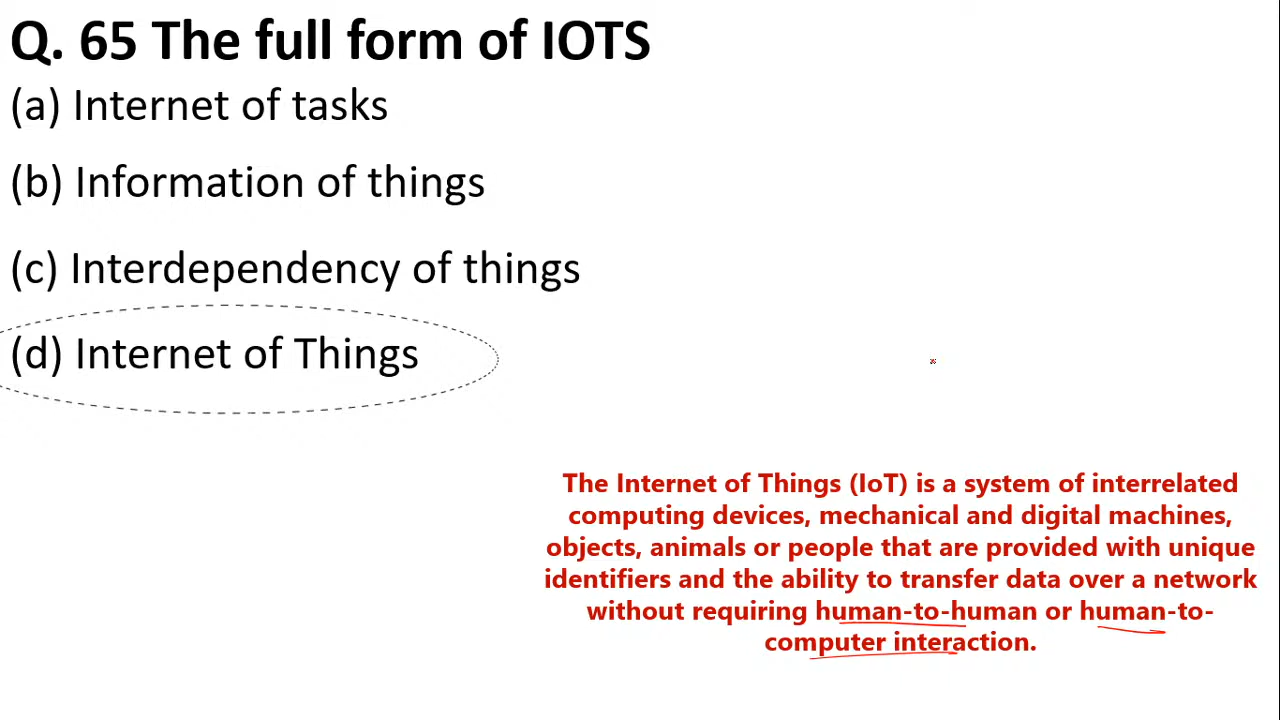 Q. 65 The full form of IOTS
(a) Internet of tasks
(b) Information of things
(c) Interdependency of things
(d) Internet of Things
The Internet of Things (IoT) is a system of interrelated
computing devices, mechanical and digital machines,
objects, animals or people that are provided with unique
identifiers and the ability to transfer data over a network
without requiring human-to-human or human-to-
computer interaction.